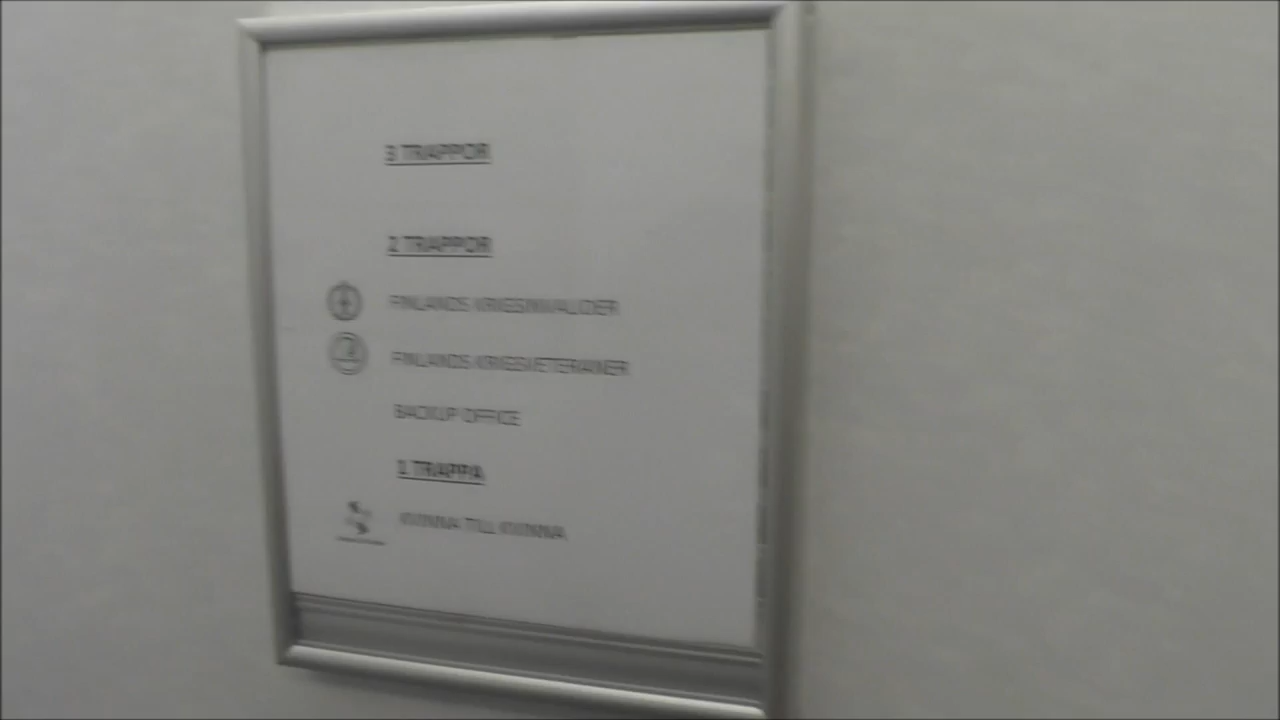 3 TRAPPOR
2 TRAPPOR
FINLANDS KRIGSINVALIDER
FINLANDS KRIGSVETERANER
BACKUP OFFICE
1 TRAPPA
KVINNA TILL KVINNA